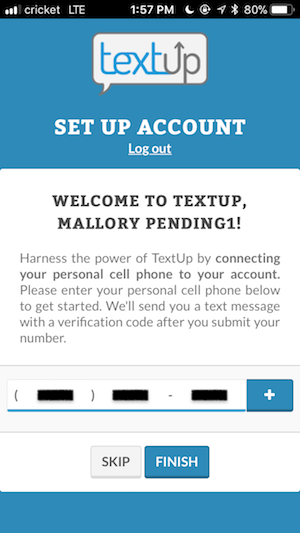 cricket LTE 1:57 PM 80%
textUp
SET UP ACCOUNT
Log out
WELCOME TO TEXTUP,
MALLORY PENDING1!
Harness the power of TextUp by connecting
your personal cell phone to your account.
Please enter your personal cell phone below
to get started. We'll send you a text message
with a verification code after you submit your
number.
( ) - +
SKIP FINISH